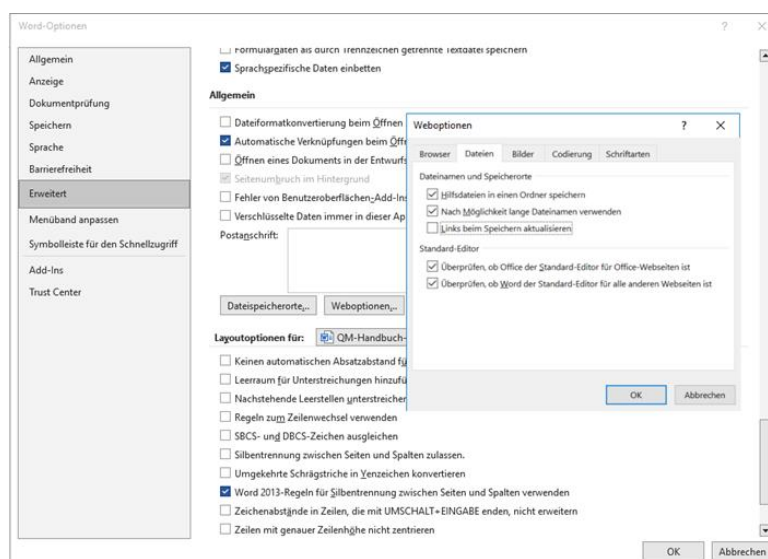 Word-Optionen
?
×
Allgemein
Anzeige
Dokumentprüfung
Speichern
Sprache
Barrierefreiheit
Erweitert
Menüband anpassen
Symbolleiste für den Schnellzugriff
Add-Ins
Trust Center
Formulardaten als durch Trennzeichen getrennte Textdatei speichern
Sprachspezifische Daten einbetten
Allgemein
Dateiformatkonvertierung beim Öffnen
Automatische Verknüpfungen beim Öff
Öffnen eines Dokuments in der Entwurfs
Seitenumbruch im Hintergrund
Fehler von Benutzeroberflächen-Add-Ins
Verschlüsselte Daten immer in dieser Ap
Postanschrift:
Dateispeicherorte... Weboptionen...
Layoutoptionen für: QM-Handbuch-
Keinen automatischen Absatzabstand fü
Leerraum für Unterstreichungen hinzufü
Nachstehende Leerstellen unterstreichen
Regeln zum Zeilenwechsel verwenden
SBCS- und DBCS-Zeichen ausgleichen
Silbentrennung zwischen Seiten und Spalten zulassen.
Umgekehrte Schrägstriche in Yenzeichen konvertieren
Word 2013-Regeln für Silbentrennung zwischen Seiten und Spalten verwenden
Zeichenabstände in Zeilen, die mit UMSCHALT+EINGABE enden, nicht erweitern
Zeilen mit genauer Zeilenhöhe nicht zentrieren
OK Abbrechen
Weboptionen
?
×
Browser Dateien Bilder Codierung Schriftarten
Dateinamen und Speicherorte
Hilfsdateien in einen Ordner speichern
Nach Möglichkeit lange Dateinamen verwenden
Links beim Speichern aktualisieren
Standard-Editor
Überprüfen, ob Office der Standard-Editor für Office-Webseiten ist
Überprüfen, ob Word der Standard-Editor für alle anderen Webseiten ist
OK Abbrechen